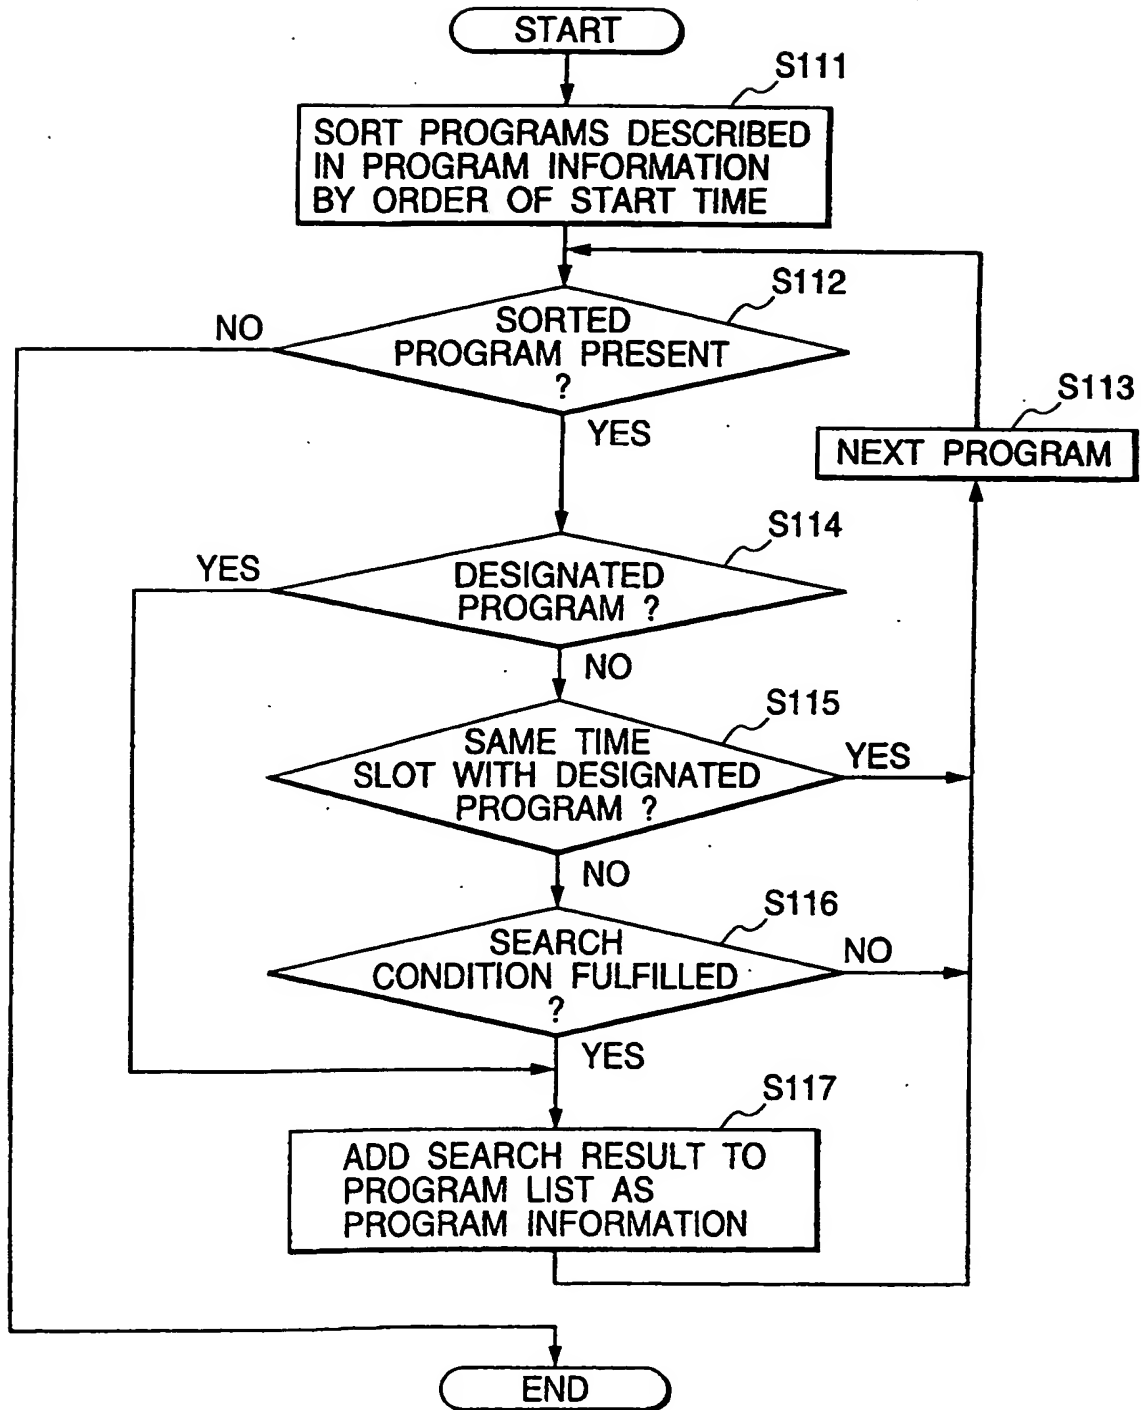 START
S111
SORT PROGRAMS DESCRIBED
IN PROGRAM INFORMATION
BY ORDER OF START TIME
S112
NO
SORTED
PROGRAM PRESENT
?
YES
S113
NEXT PROGRAM
S114
YES
DESIGNATED
PROGRAM ?
NO
S115
SAME TIME
SLOT WITH DESIGNATED
PROGRAM ?
YES
NO
S116
SEARCH
CONDITION FULFILLED
?
NO
YES
S117
ADD SEARCH RESULT TO
PROGRAM LIST AS
PROGRAM INFORMATION
END